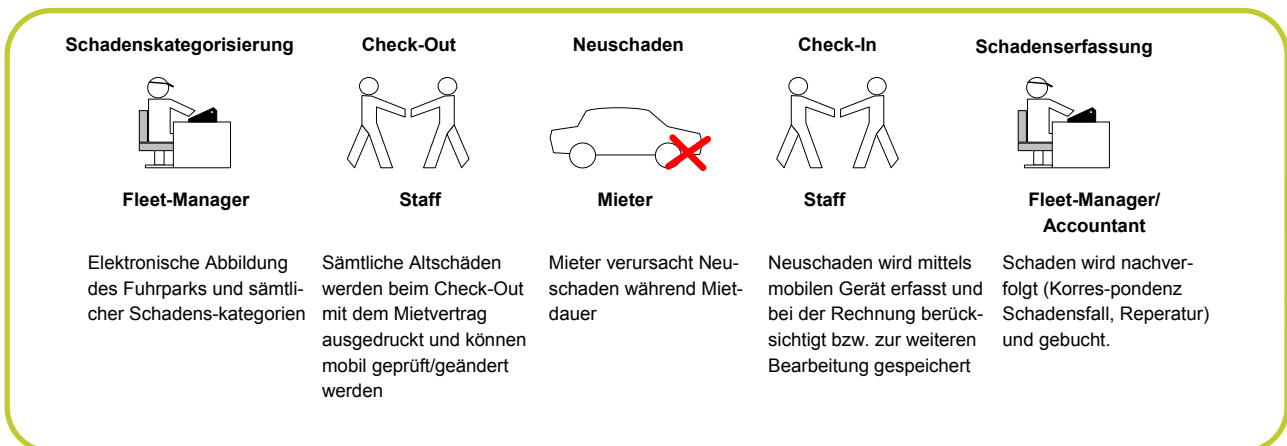 Schadenskategorisierung
Check-Out
Neuschaden
Check-In
Schadenserfassung
Fleet-Manager
Staff
Mieter
Staff
Fleet-Manager/
Accountant
Elektronische Abbildung
des Fuhrparks und sämtli-
cher Schadens-kategorien
Sämtliche Altschäden
werden beim Check-Out
mit dem Mietvertrag
ausgedruckt und können
mobil geprüft/geändert
werden
Mieter verursacht Neu-
schaden während Miet-
dauer
Neuschaden wird mittels
mobilen Gerät erfasst und
bei der Rechnung berück-
sichtigt bzw. zur weiteren
Bearbeitung gespeichert
Schaden wird nachver-
folgt (Korres-pondenz
Schadensfall, Reperatur)
und gebucht.